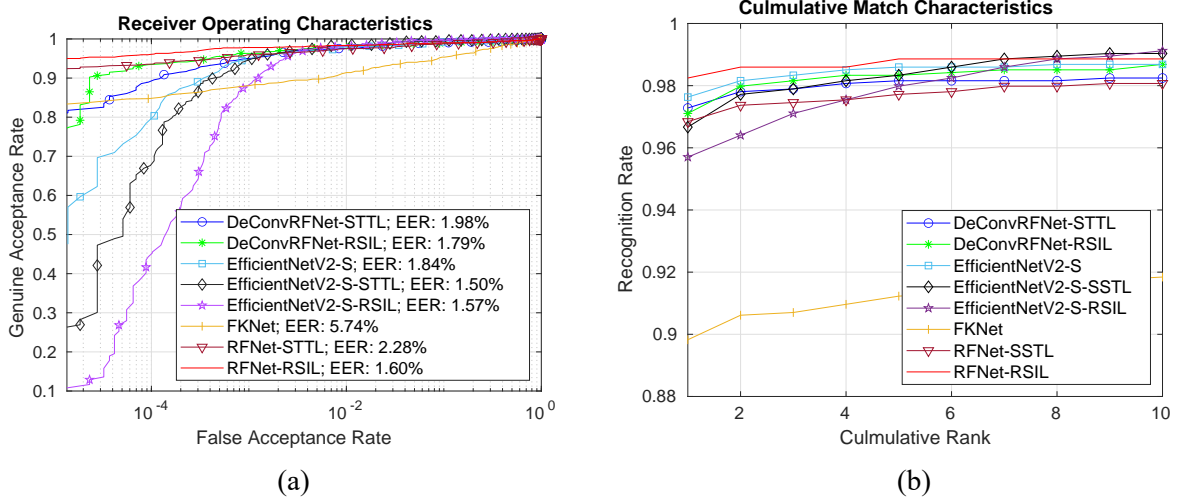 Receiver Operating Characteristics
1
0.9
0.8
0.7
0.6
0.5
0.4
0.3
0.2
0.1
Genuine Acceptance Rate
DeConvRFNet-STTL; EER: 1.98%
DeConvRFNet-RSIL; EER: 1.79%
EfficientNetV2-S; EER: 1.84%
EfficientNetV2-S-STTL; EER: 1.50%
EfficientNetV2-S-RSIL; EER: 1.57%
FKNet; EER: 5.74%
RFNet-STTL; EER: 2.28%
RFNet-RSIL; EER: 1.60%
10^-4 10^-2 10^0
False Acceptance Rate
(a)
Culmulative Match Characteristics
1
0.98
0.96
0.94
0.92
0.9
0.88
Recognition Rate
DeConvRFNet-STTL
DeConvRFNet-RSIL
EfficientNetV2-S
EfficientNetV2-S-SSTL
EfficientNetV2-S-RSIL
FKNet
RFNet-SSTL
RFNet-RSIL
2 4 6 8 10
Culmulative Rank
(b)